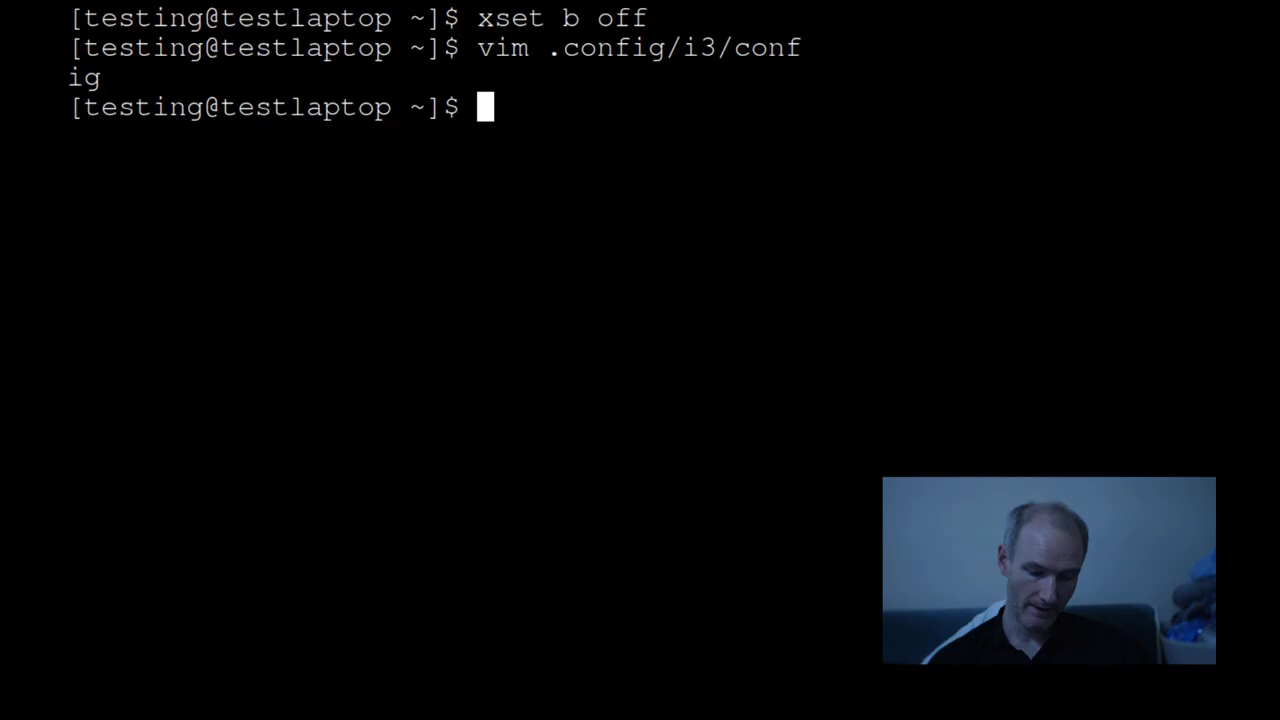 [testing@testlaptop ~]$ xset b off
[testing@testlaptop ~]$ vim .config/i3/conf
ig
[testing@testlaptop ~]$